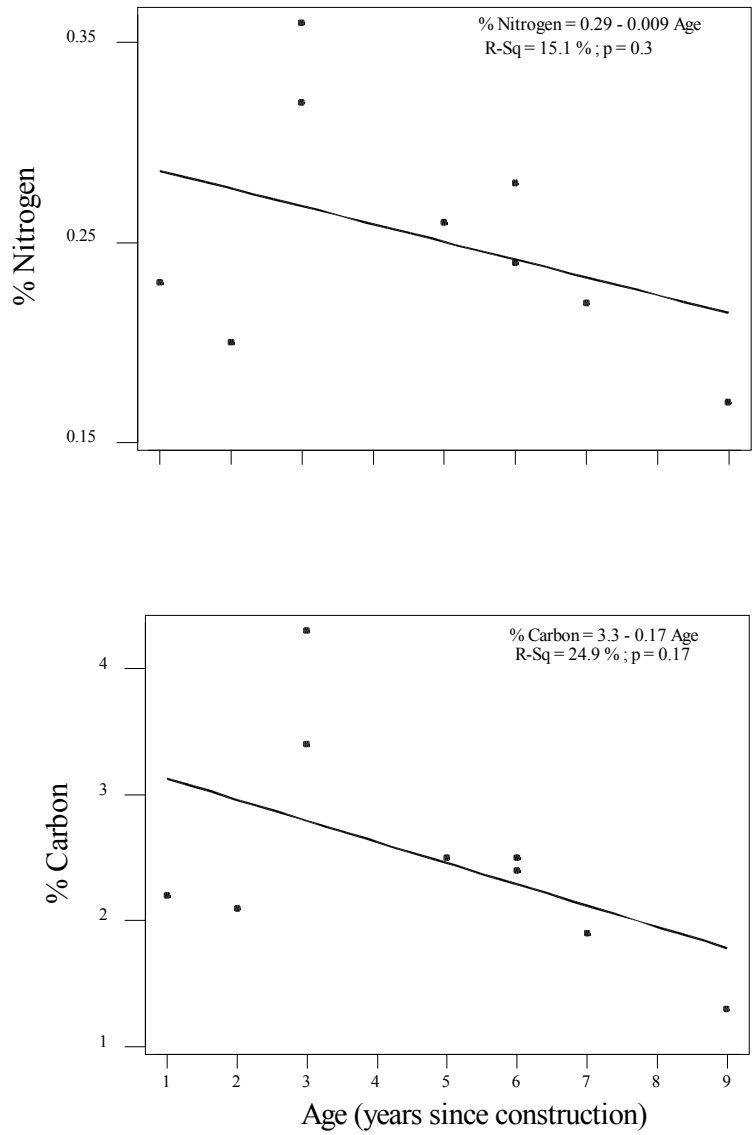 % Nitrogen = 0.29 - 0.009 Age
R-Sq = 15.1 % ; p = 0.3
0.35
0.25
0.15
% Nitrogen
% Carbon = 3.3 - 0.17 Age
R-Sq = 24.9 % ; p = 0.17
4
3
2
1
% Carbon
1 2 3 4 5 6 7 8 9
Age (years since construction)